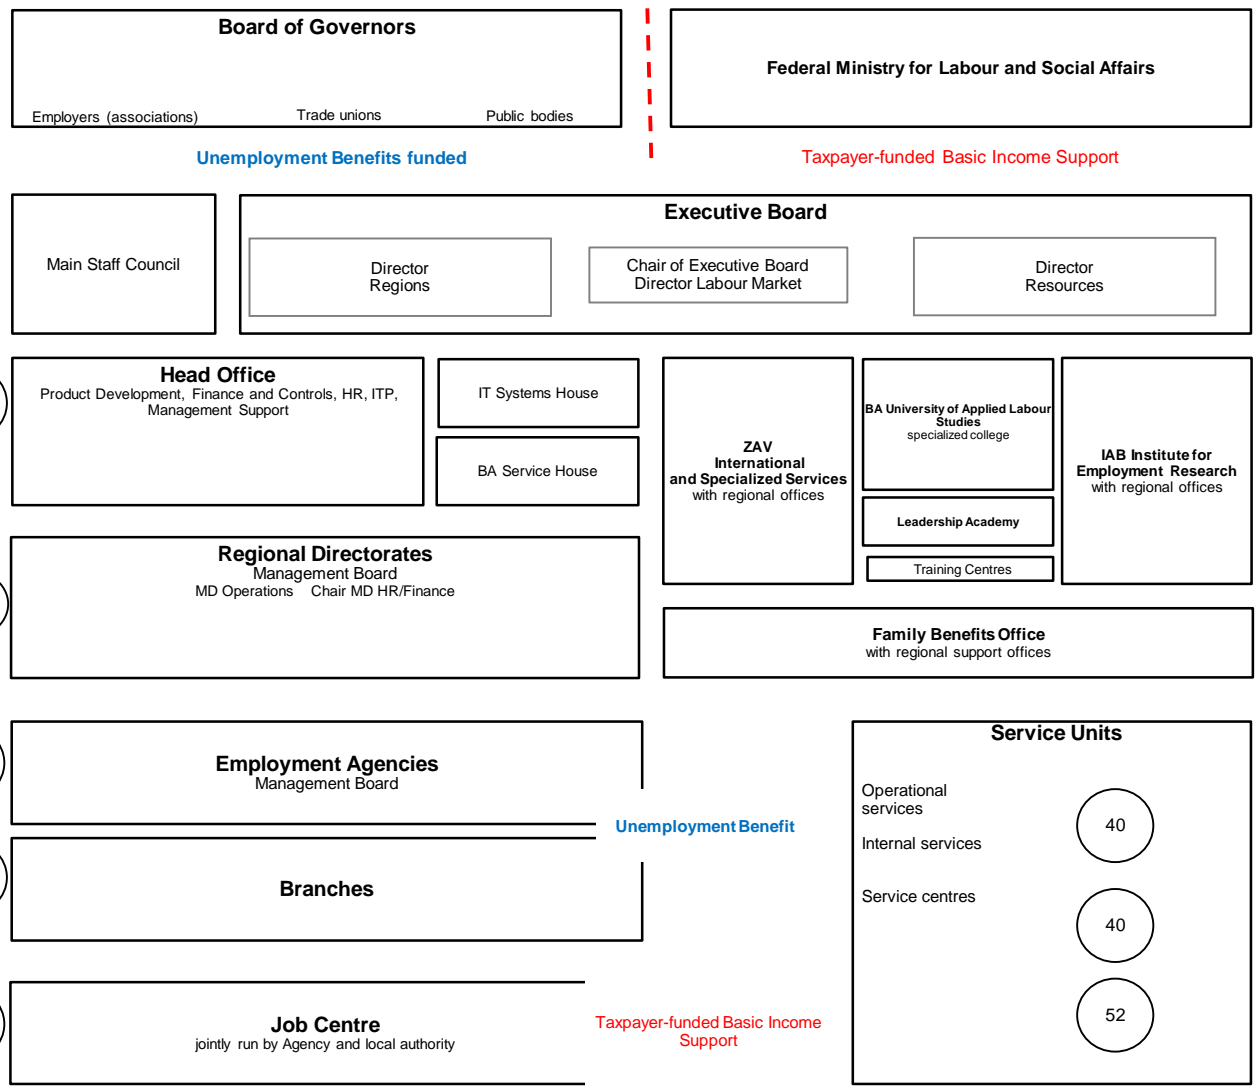 Board of Governors
Employers (associations)
Trade unions
Public bodies
Federal Ministry for Labour and Social Affairs
Unemployment Benefits funded
Taxpayer-funded Basic Income Support
Main Staff Council
Executive Board
Director
Regions
Chair of Executive Board
Director Labour Market
Director
Resources
Head Office
Product Development, Finance and Controls, HR, ITP,
Management Support
IT Systems House
BA Service House
ZAV
International
and Specialized Services
with regional offices
BA University of Applied Labour
Studies
specialized college
Leadership Academy
Training Centres
IAB Institute for
Employment Research
with regional offices
Regional Directorates
Management Board
MD Operations Chair MD HR/Finance
Family Benefits Office
with regional support offices
Employment Agencies
Management Board
Unemployment Benefit
Branches
Job Centre
jointly run by Agency and local authority
Taxpayer-funded Basic Income
Support
Service Units
Operational
services
40
Internal services
Service centres
40
52